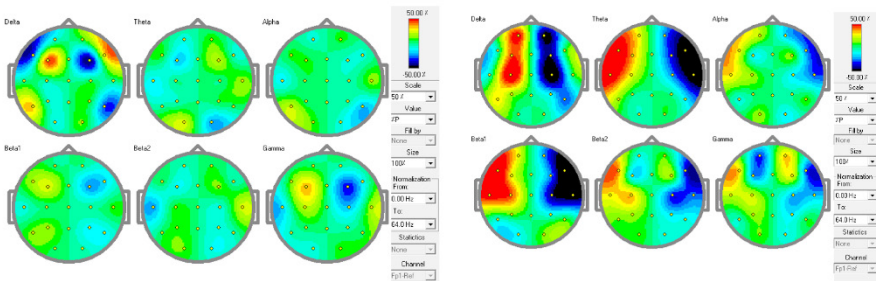 Delta Theta Alpha
50.00 %
-50.00 %
Scale
50 %
Value
%P
Fill by
None
Size
100%
Normalization
From:
0.00 Hz
To:
64.0 Hz
Statistics
None
Channel
Fp1-Ref
Beta1 Beta2 Gamma
Delta Theta Alpha
50.00 %
-50.00 %
Scale
50 %
Value
%P
Fill by
None
Size
100%
Normalization
From:
0.00 Hz
To:
64.0 Hz
Statistics
None
Channel
Fp1-Ref
Beta1 Beta2 Gamma